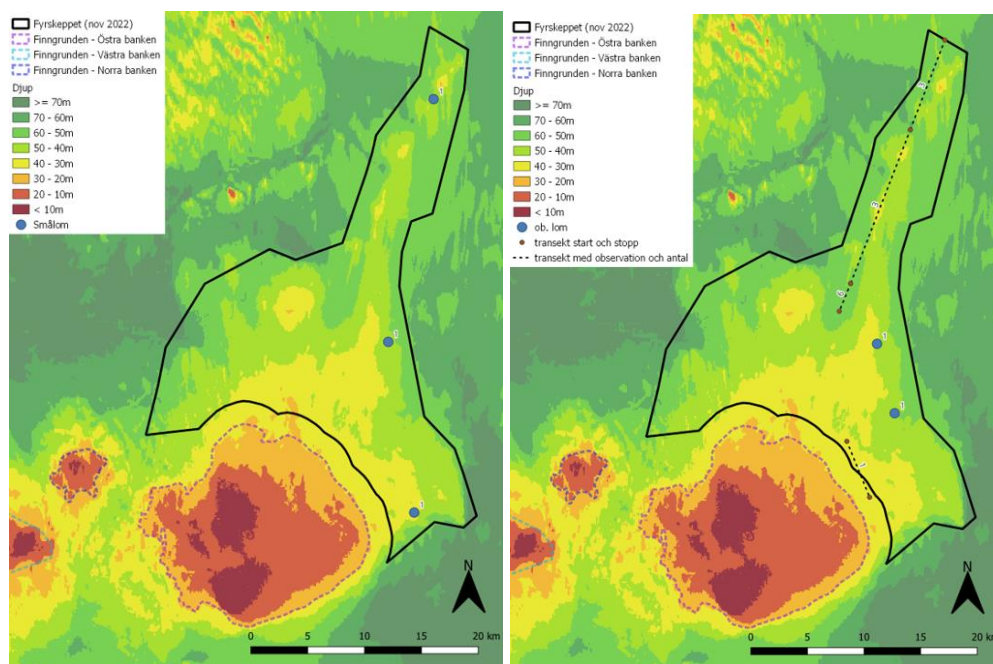 Fyrskeppet (nov 2022)
Finngrunden - Östra banken
Finngrunden - Västra banken
Finngrunden - Norra banken
Djup
>= 70m
70 - 60m
60 - 50m
50 - 40m
40 - 30m
30 - 20m
20 - 10m
< 10m
Smålom
1
1
1
N
0 5 10 15 20 km
Fyrskeppet (nov 2022)
Finngrunden - Östra banken
Finngrunden - Västra banken
Finngrunden - Norra banken
Djup
>= 70m
70 - 60m
60 - 50m
50 - 40m
40 - 30m
30 - 20m
20 - 10m
< 10m
ob. lom
transekt start och stopp
transekt med observation och antal
3
1
1
1
N
0 5 10 15 20 km